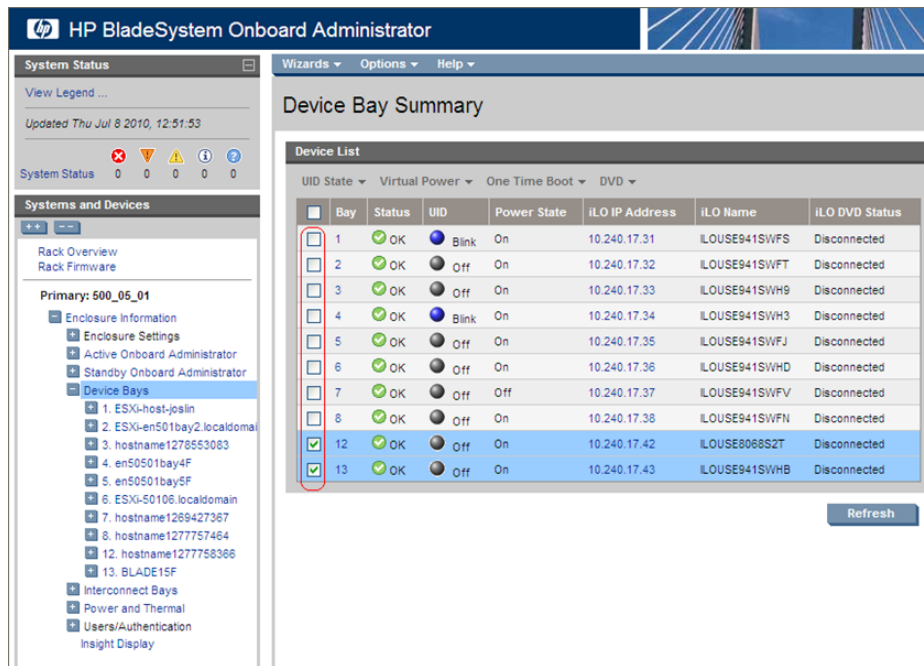 hp HP BladeSystem Onboard Administrator
System Status
View Legend ...
Updated Thu Jul 8 2010, 12:51:53
System Status 0 0 0 0 0
Systems and Devices
++ --
Rack Overview
Rack Firmware
Primary: 500_05_01
Enclosure Information
Enclosure Settings
Active Onboard Administrator
Standby Onboard Administrator
Device Bays
1. ESXi-host-joslin
2. ESXi-en501bay2.localdomai
3. hostname1278553083
4. en50501bay4F
5. en50501bay5F
6. ESXi-50106.localdomain
7. hostname1269427367
8. hostname1277757464
12. hostname1277758366
13. BLADE15F
Interconnect Bays
Power and Thermal
Users/Authentication
Insight Display
Wizards Options Help
Device Bay Summary
Device List
UID State Virtual Power One Time Boot DVD
Bay Status UID Power State iLO IP Address iLO Name iLO DVD Status
1 OK Blink On 10.240.17.31 ILOUSE941SWFS Disconnected
2 OK Off On 10.240.17.32 ILOUSE941SWFT Disconnected
3 OK Off On 10.240.17.33 ILOUSE941SWH9 Disconnected
4 OK Blink On 10.240.17.34 ILOUSE941SWH3 Disconnected
5 OK Off On 10.240.17.35 ILOUSE941SWFJ Disconnected
6 OK Off On 10.240.17.36 ILOUSE941SWHD Disconnected
7 OK Off Off 10.240.17.37 ILOUSE941SWFV Disconnected
8 OK Off On 10.240.17.38 ILOUSE941SWFN Disconnected
12 OK Off On 10.240.17.42 ILOUSE8068S2T Disconnected
13 OK Off On 10.240.17.43 ILOUSE941SWHB Disconnected
Refresh